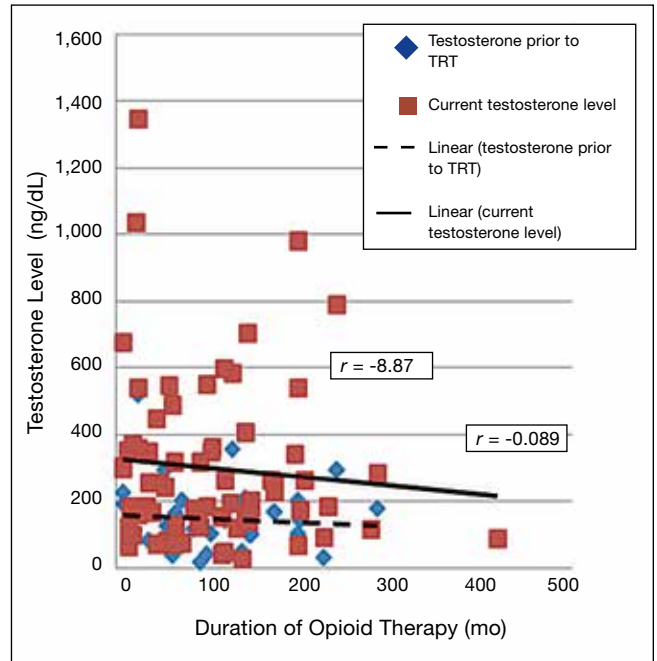 1,600
1,400
1,200
1,000
800
600
400
200
0
Testosterone Level (ng/dL)
Testosterone prior to
TRT
Current testosterone level
Linear (testosterone prior
to TRT)
Linear (current
testosterone level)
r = -8.87
r = -0.089
0 100 200 300 400 500
Duration of Opioid Therapy (mo)